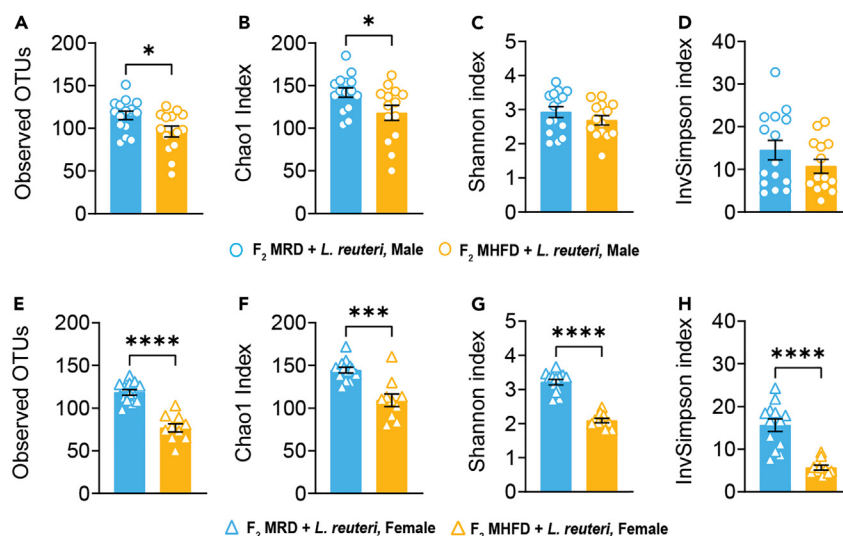 A
Observed OTUs
200
150
100
50
0
*
B
Chao1 Index
200
150
100
50
0
*
C
Shannon index
5
4
3
2
1
0
D
InvSimpson index
40
30
20
10
0
F₂ MRD + L. reuteri, Male F₂ MHFD + L. reuteri, Male
E
Observed OTUs
200
150
100
50
0
****
F
Chao1 Index
200
150
100
50
0
***
G
Shannon index
5
4
3
2
1
0
****
H
InvSimpson index
40
30
20
10
0
****
F₂ MRD + L. reuteri, Female F₂ MHFD + L. reuteri, Female